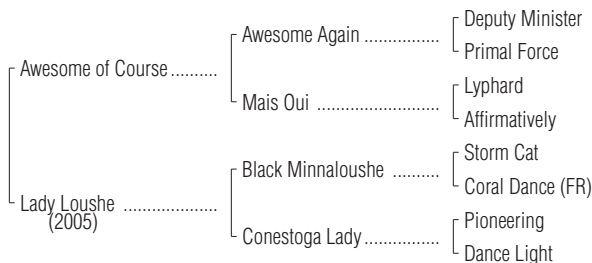 Deputy Minister
Awesome Again ................
Primal Force
Awesome of Course ..........
Lyphard
Mais Oui ..........................
Affirmatively
Storm Cat
Black Minnaloushe ..........
Coral Dance (FR)
Lady Loushe ....................
(2005)
Pioneering
Conestoga Lady ................
Dance Light